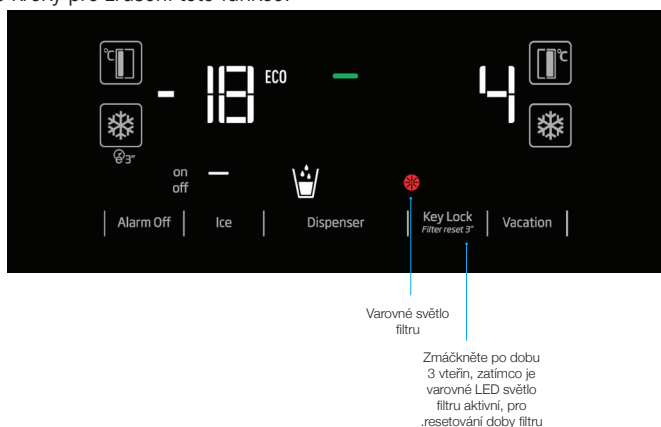 kroky pro zrušení této funkce.
°C °C
- 18 ECO 4
3"
on
off
Alarm Off Ice Dispenser Key Lock Vacation
Filter reset 3"
Varovné světlo
filtru
Zmáčkněte po dobu
3 vteřin, zatímco je
varovné LED světlo
filtru aktivní, pro
.resetování doby filtru